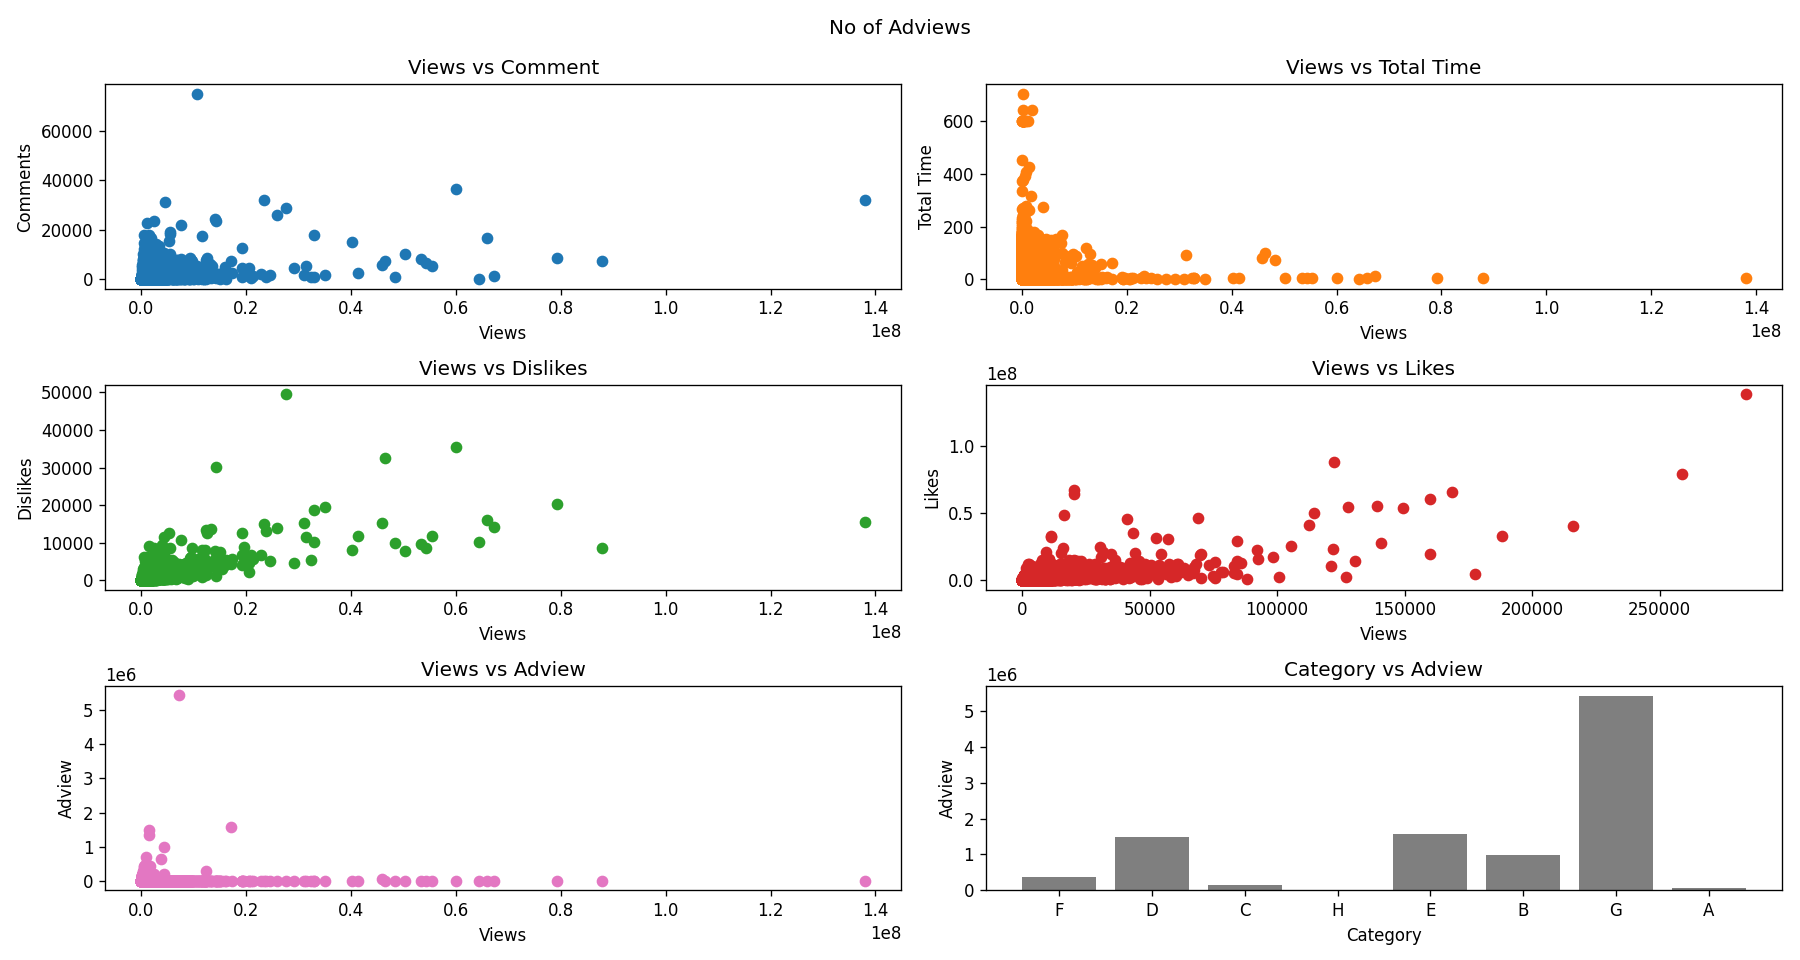 No of Adviews
Views vs Comment
Comments
60000
40000
20000
0
0.0 0.2 0.4 0.6 0.8 1.0 1.2 1.4
1e8
Views
Views vs Total Time
Total Time
600
400
200
0
0.0 0.2 0.4 0.6 0.8 1.0 1.2 1.4
1e8
Views
Views vs Dislikes
Dislikes
50000
40000
30000
20000
10000
0
0.0 0.2 0.4 0.6 0.8 1.0 1.2 1.4
1e8
Views
Views vs Likes
1e8
Likes
1.0
0.5
0.0
0 50000 100000 150000 200000 250000
Views
Views vs Adview
1e6
Adview
5
4
3
2
1
0
0.0 0.2 0.4 0.6 0.8 1.0 1.2 1.4
1e8
Views
Category vs Adview
1e6
Adview
5
4
3
2
1
0
F D C H E B G A
Category